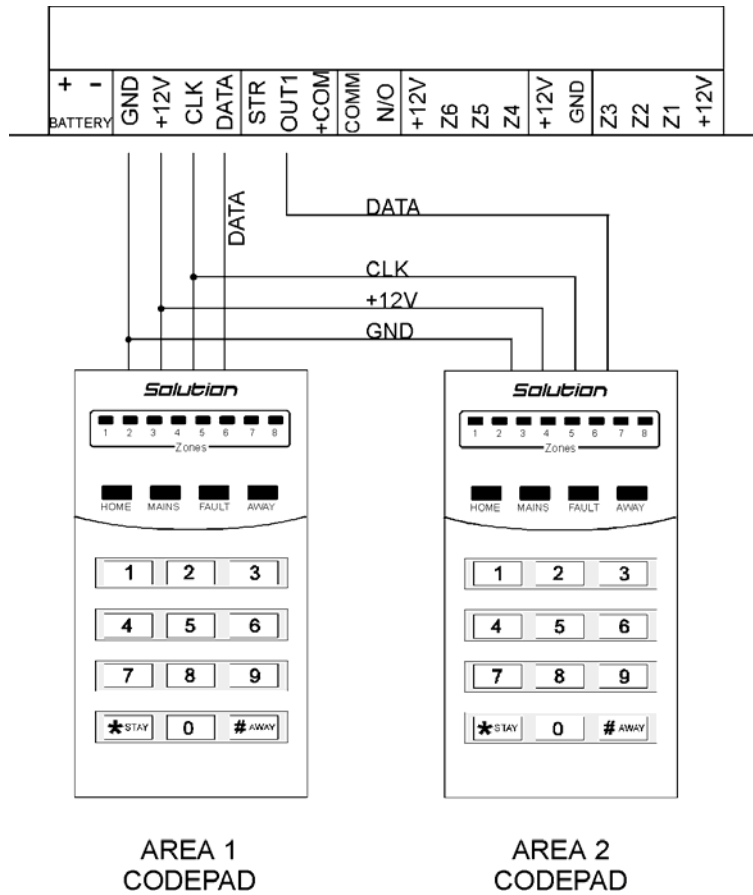 + - GND +12V CLK DATA STR OUT1 +COM COMM N/O +12V Z6 Z5 Z4 +12V GND Z3 Z2 Z1 +12V
BATTERY
DATA
DATA
CLK
+12V
GND
Solution
1 2 3 4 5 6 7 8
Zones
HOME MAINS FAULT AWAY
1 2 3
4 5 6
7 8 9
* STAY 0 # AWAY
AREA 1
CODEPAD
Solution
1 2 3 4 5 6 7 8
Zones
HOME MAINS FAULT AWAY
1 2 3
4 5 6
7 8 9
* STAY 0 # AWAY
AREA 2
CODEPAD